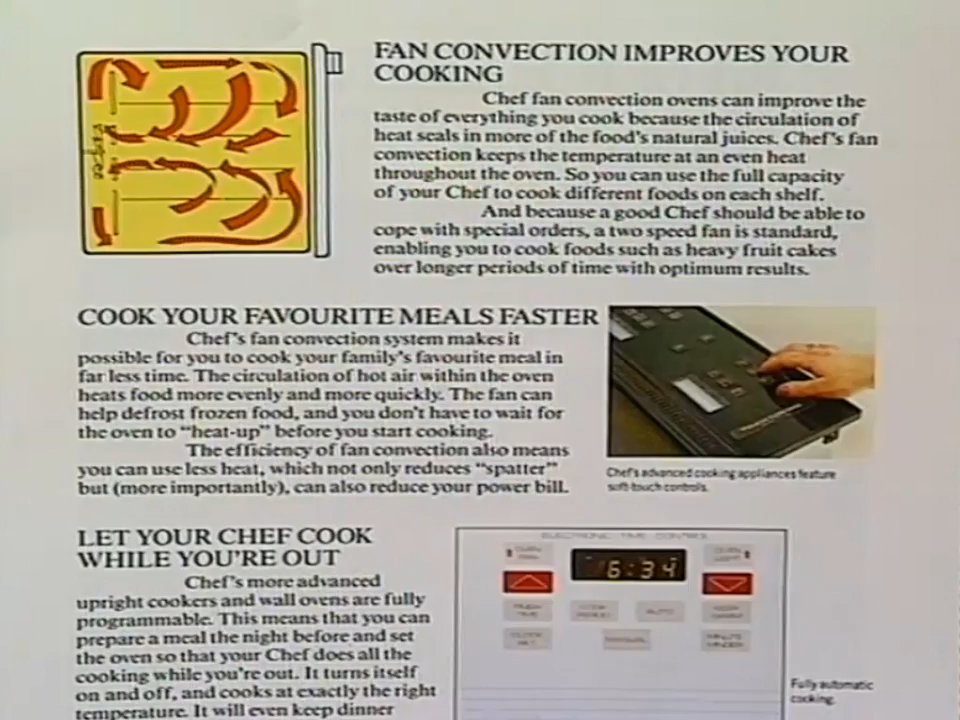 FAN CONVECTION IMPROVES YOUR
COOKING
Chef fan convection ovens can improve the
taste of everything you cook because the circulation of
heat seals in more of the food's natural juices. Chef's fan
convection keeps the temperature at an even heat
throughout the oven. So you can use the full capacity
of your Chef to cook different foods on each shelf.
And because a good Chef should be able to
cope with special orders, a two speed fan is standard,
enabling you to cook foods such as heavy fruit cakes
over longer periods of time with optimum results.
COOK YOUR FAVOURITE MEALS FASTER
Chef's fan convection system makes it
possible for you to cook your family's favourite meal in
far less time. The circulation of hot air within the oven
heats food more evenly and more quickly. The fan can
help defrost frozen food, and you don't have to wait for
the oven to "heat-up" before you start cooking.
The efficiency of fan convection also means
you can use less heat, which not only reduces "spatter"
but (more importantly), can also reduce your power bill.
Chef's advanced cooking appliances feature
soft-touch controls.
LET YOUR CHEF COOK
WHILE YOU'RE OUT
Chef's more advanced
upright cookers and wall ovens are fully
programmable. This means that you can
prepare a meal the night before and set
the oven so that your Chef does all the
cooking while you're out. It turns itself
on and off, and cooks at exactly the right
temperature. It will even keep dinner
ELECTRONIC TIME CONTROL
6:34
AUTO
MANUAL
MINUTE
MINDER
Fully automatic
cooking.